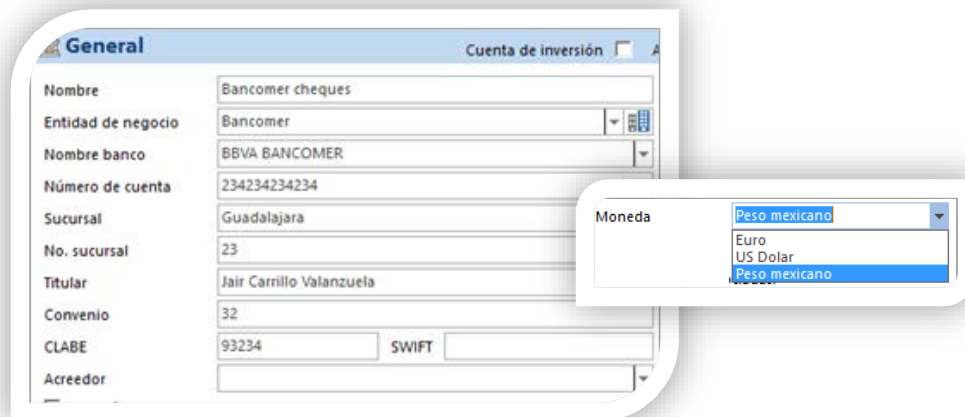 General Cuenta de inversión
Nombre Bancomer cheques
Entidad de negocio Bancomer
Nombre banco BBVA BANCOMER
Número de cuenta 234234234234
Sucursal Guadalajara
No. sucursal 23
Titular Jair Carrillo Valanzuela
Convenio 32
CLABE 93234 SWIFT
Acreedor
Moneda Peso mexicano
Euro
US Dolar
Peso mexicano